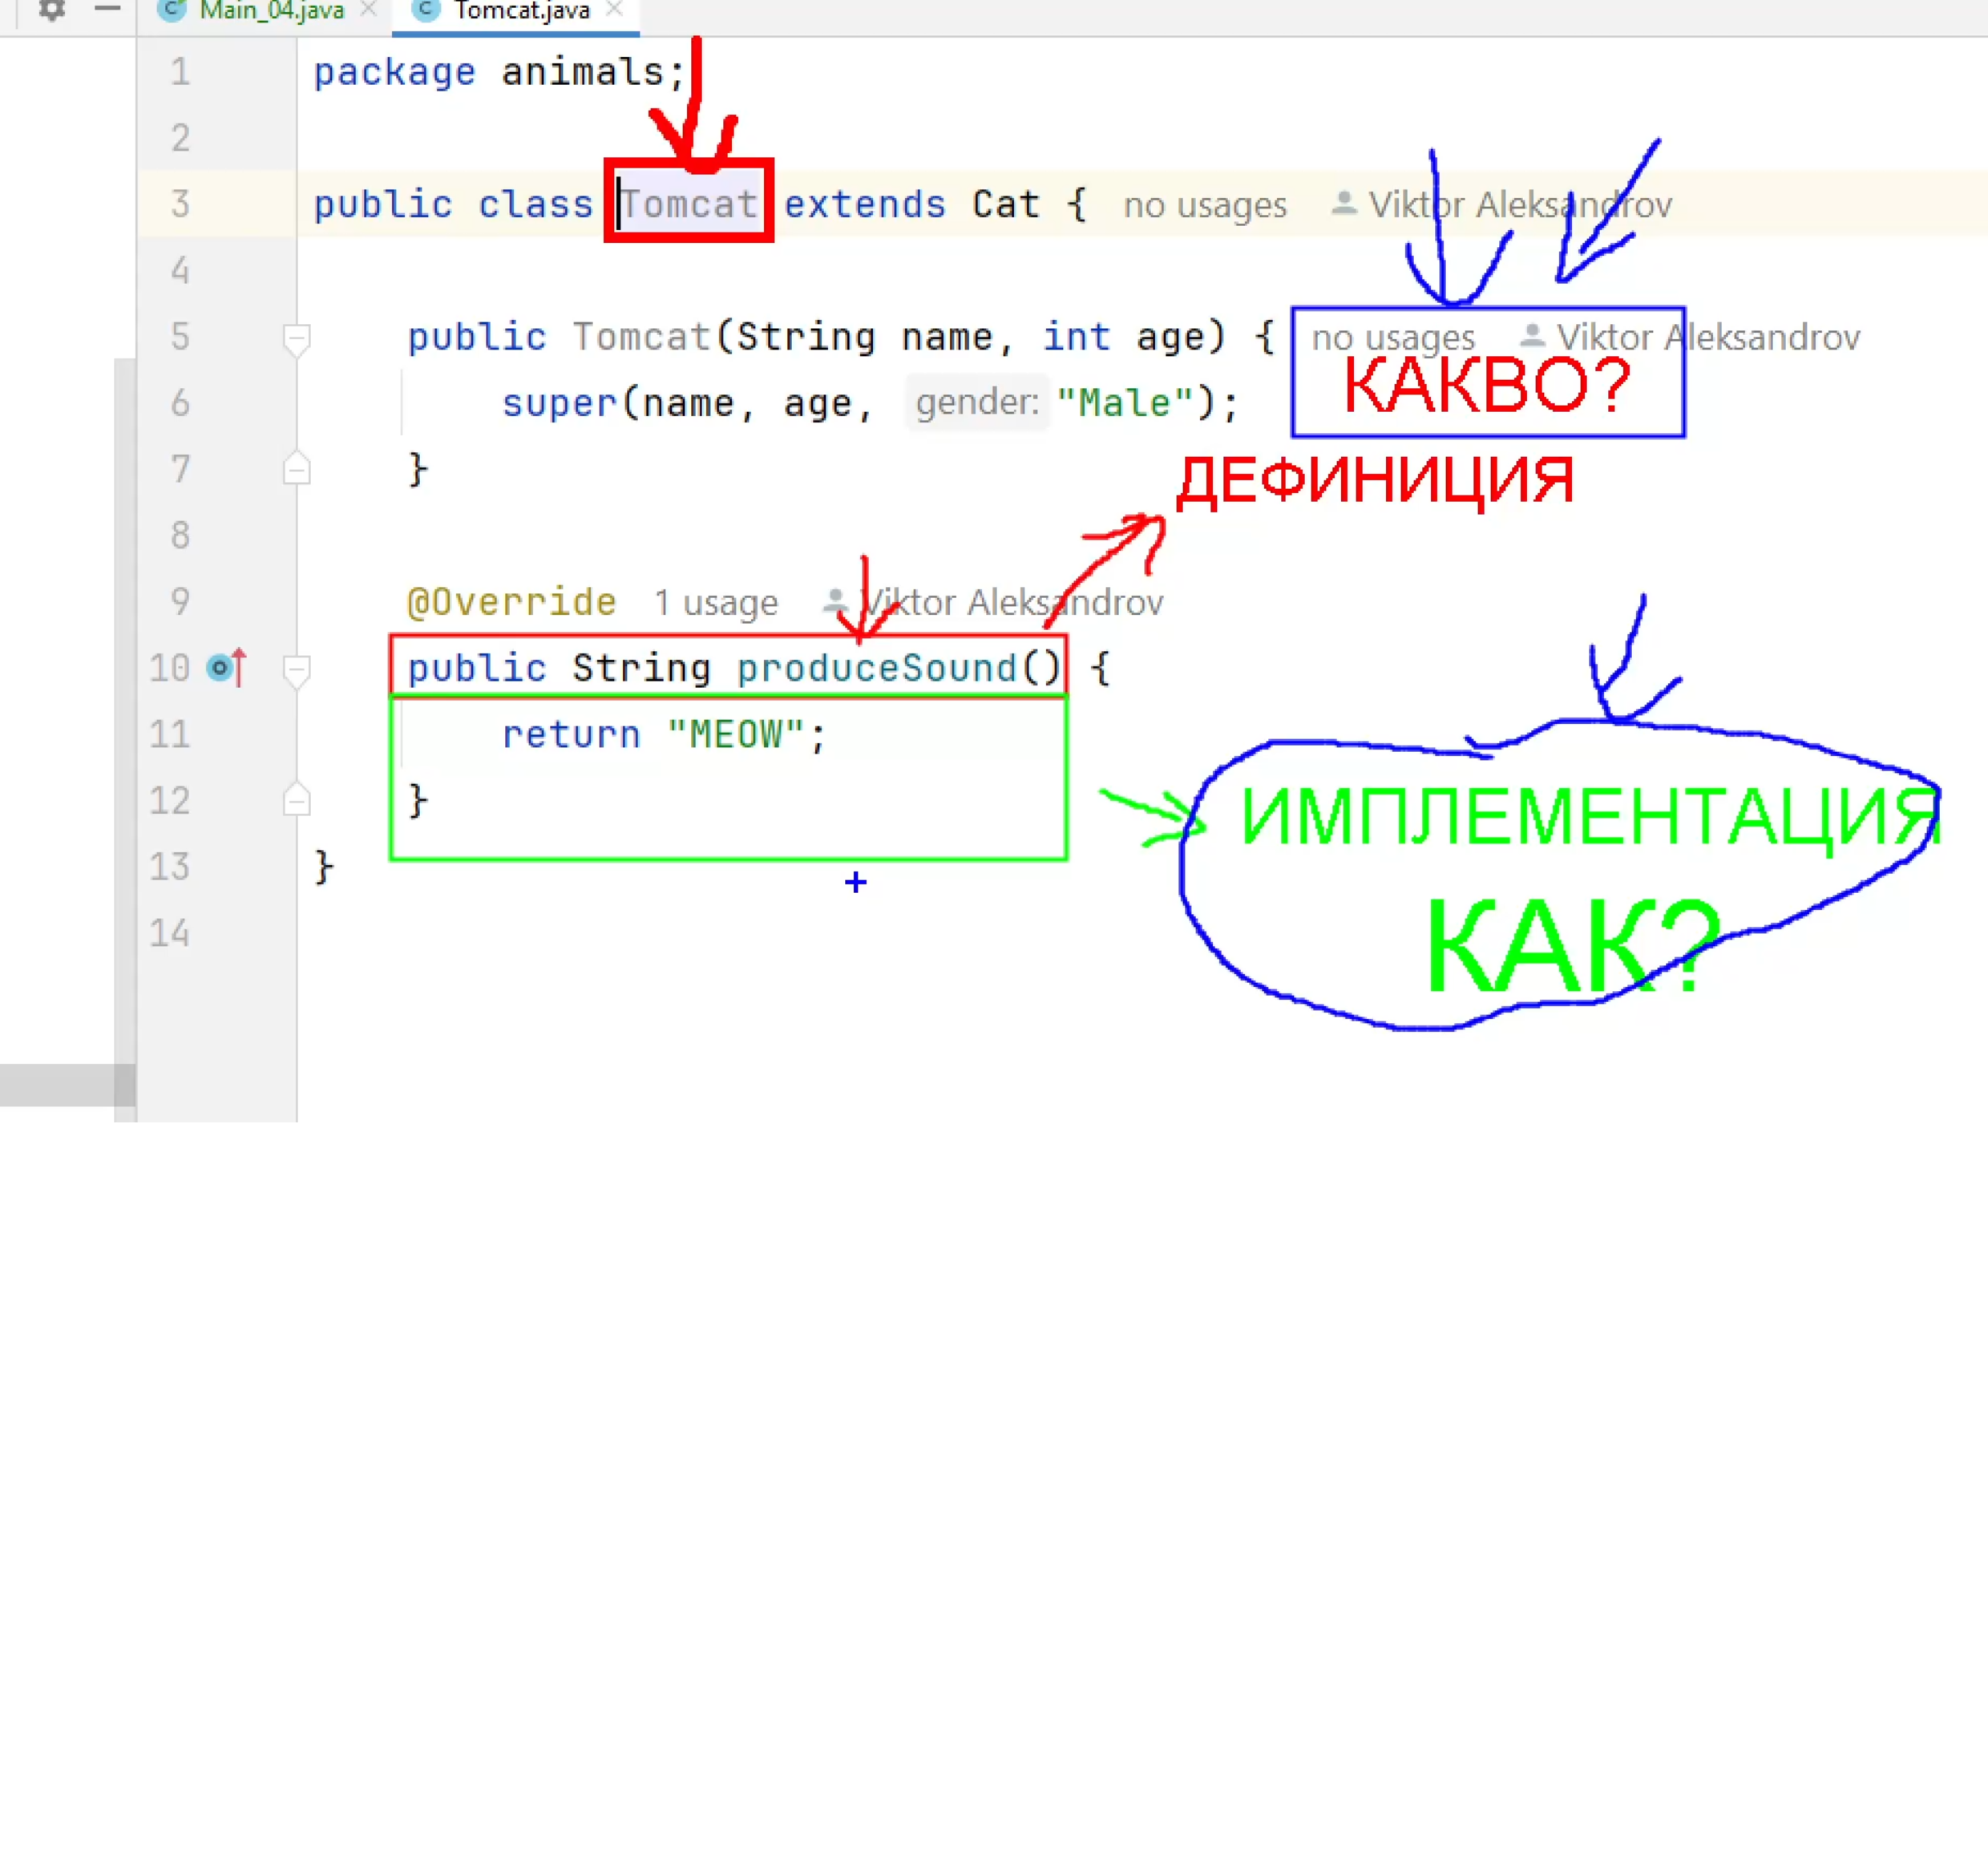 Main_04.java Tomcat.java
1 package animals;
2
3 public class Tomcat extends Cat { no usages Viktor Aleksandrov
4
5 public Tomcat(String name, int age) { no usages Viktor Aleksandrov
КАКВО?
6 super(name, age, gender: "Male");
7 }
ДЕФИНИЦИЯ
8
9 @Override 1 usage Viktor Aleksandrov
10 public String produceSound() {
11 return "MEOW";
12 }
ИМПЛЕМЕНТАЦИЯ
13 }
14
КАК?